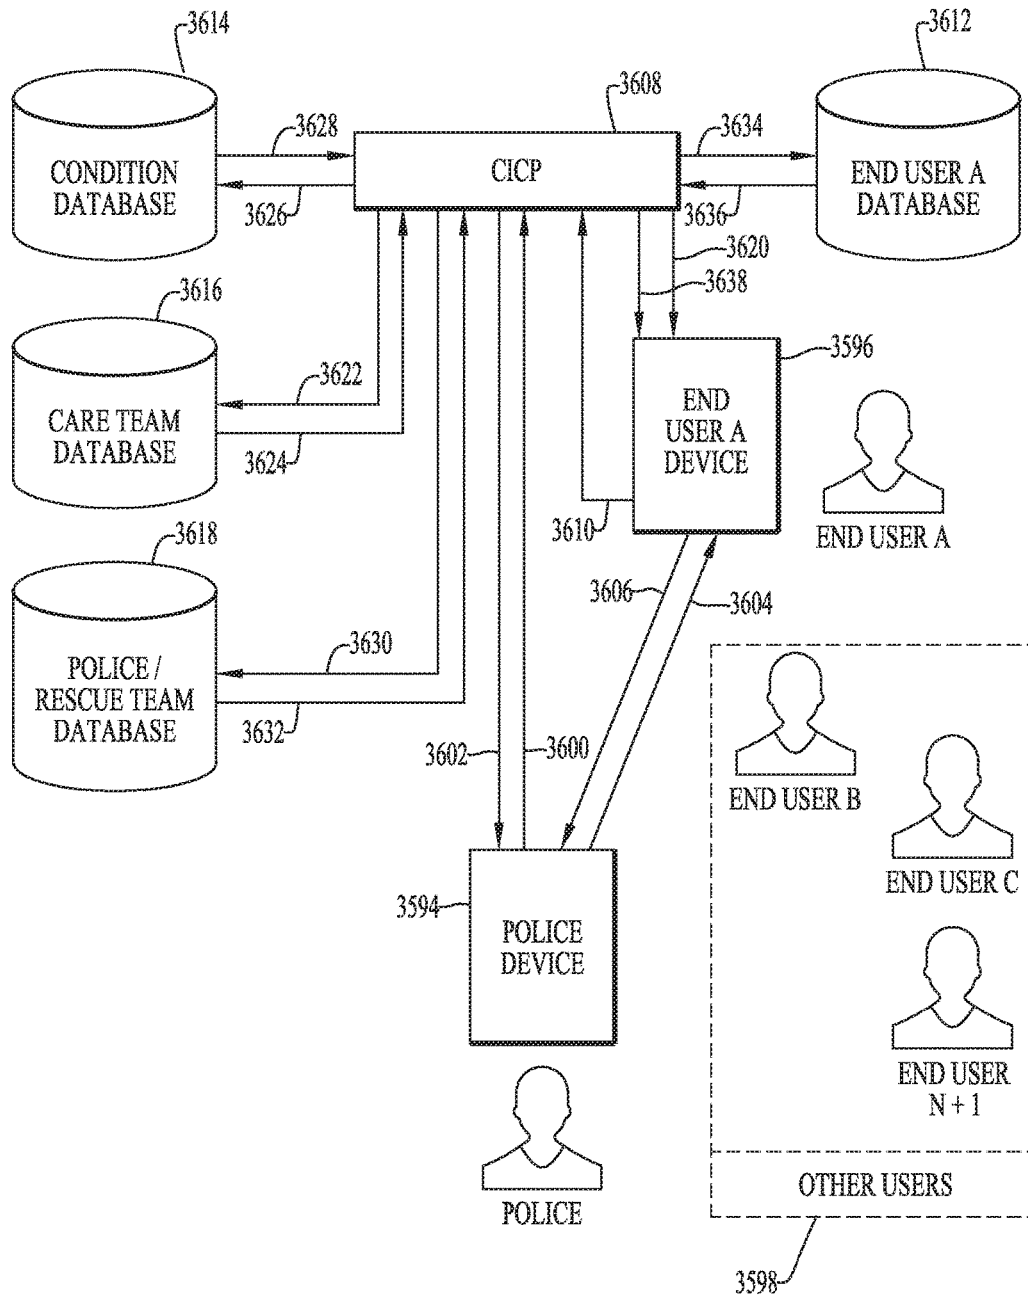 3614
3612
3608
3628
3634
CONDITION
DATABASE
CICP
END USER A
DATABASE
3626
3636
3620
3638
3616
3596
3622
CARE TEAM
DATABASE
END
USER A
DEVICE
3624
3610
END USER A
3618
3606
3604
3630
POLICE /
RESCUE TEAM
DATABASE
3632
3602
3600
END USER B
END USER C
3594
POLICE
DEVICE
END USER
N + 1
OTHER USERS
POLICE
3598